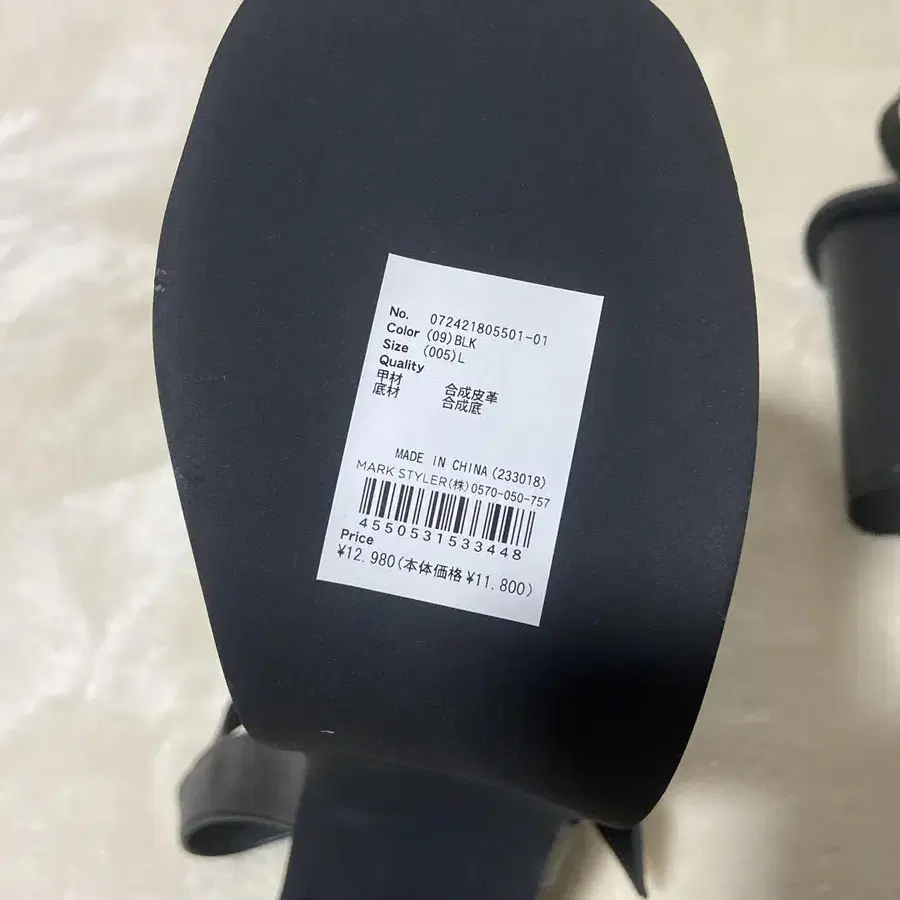 No. 072421805501-01
Color (09)BLK
Size (005)L
Quality
甲材 合成皮革
底材 合成底
MADE IN CHINA(233018)
MARK STYLER(株)0570-050-757
4550531533448
Price
¥12.980(本体価格¥11.800)